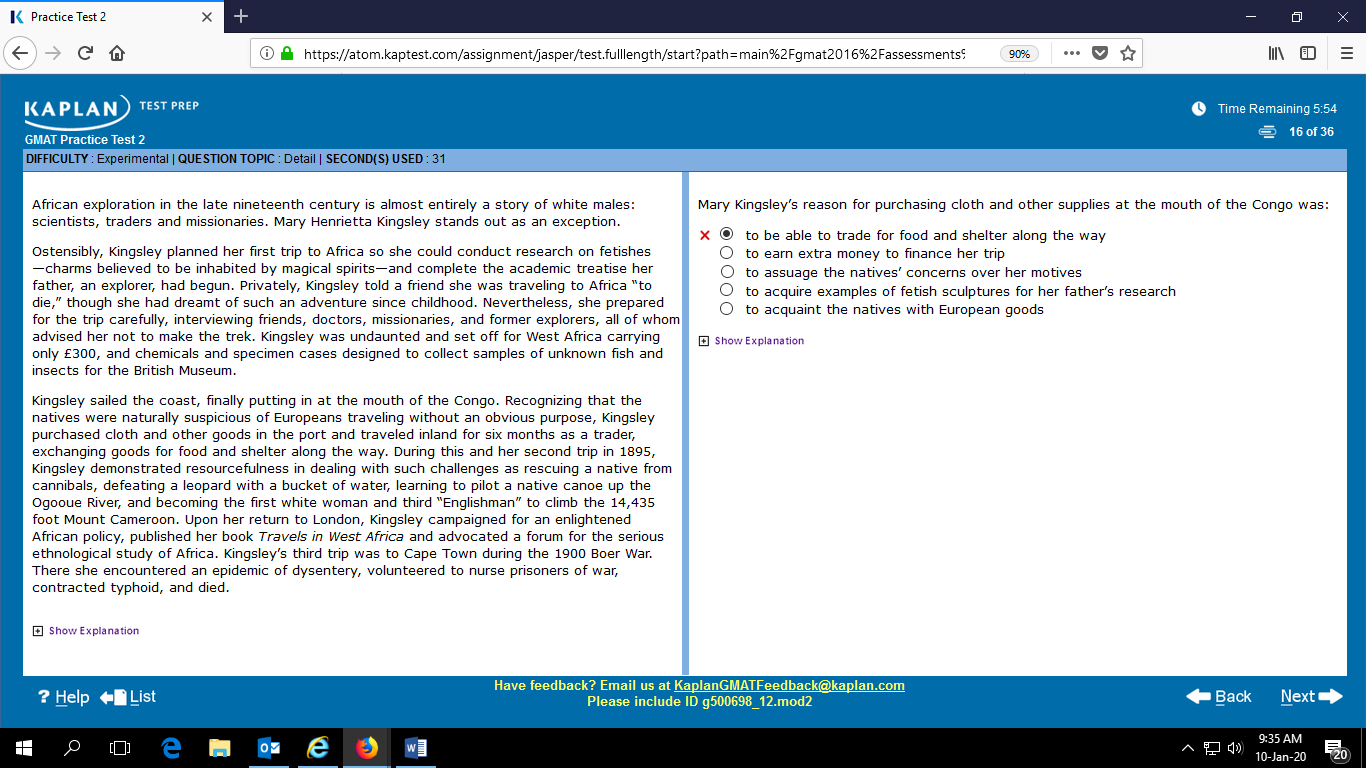 Practice Test 2
https://atom.kaptest.com/assignment/jasper/test.fulllength/start?path=main%2Fgmat2016%2Fassessments%
90%
KAPLAN TEST PREP
GMAT Practice Test 2
Time Remaining 5:54
16 of 36
DIFFICULTY : Experimental | QUESTION TOPIC : Detail | SECOND(S) USED : 31
African exploration in the late nineteenth century is almost entirely a story of white males:
scientists, traders and missionaries. Mary Henrietta Kingsley stands out as an exception.
Ostensibly, Kingsley planned her first trip to Africa so she could conduct research on fetishes
—charms believed to be inhabited by magical spirits—and complete the academic treatise her
father, an explorer, had begun. Privately, Kingsley told a friend she was traveling to Africa “to
die,” though she had dreamt of such an adventure since childhood. Nevertheless, she prepared
for the trip carefully, interviewing friends, doctors, missionaries, and former explorers, all of whom
advised her not to make the trek. Kingsley was undaunted and set off for West Africa carrying
only £300, and chemicals and specimen cases designed to collect samples of unknown fish and
insects for the British Museum.
Kingsley sailed the coast, finally putting in at the mouth of the Congo. Recognizing that the
natives were naturally suspicious of Europeans traveling without an obvious purpose, Kingsley
purchased cloth and other goods in the port and traveled inland for six months as a trader,
exchanging goods for food and shelter along the way. During this and her second trip in 1895,
Kingsley demonstrated resourcefulness in dealing with such challenges as rescuing a native from
cannibals, defeating a leopard with a bucket of water, learning to pilot a native canoe up the
Ogooue River, and becoming the first white woman and third “Englishman” to climb the 14,435
foot Mount Cameroon. Upon her return to London, Kingsley campaigned for an enlightened
African policy, published her book Travels in West Africa and advocated a forum for the serious
ethnological study of Africa. Kingsley’s third trip was to Cape Town during the 1900 Boer War.
There she encountered an epidemic of dysentery, volunteered to nurse prisoners of war,
contracted typhoid, and died.
Show Explanation
Mary Kingsley’s reason for purchasing cloth and other supplies at the mouth of the Congo was:
to be able to trade for food and shelter along the way
to earn extra money to finance her trip
to assuage the natives’ concerns over her motives
to acquire examples of fetish sculptures for her father’s research
to acquaint the natives with European goods
Show Explanation
? Help List
Have feedback? Email us at KaplanGMATFeedback@kaplan.com
Please include ID g500698_12.mod2
Back Next
9:35 AM
10-Jan-20
20